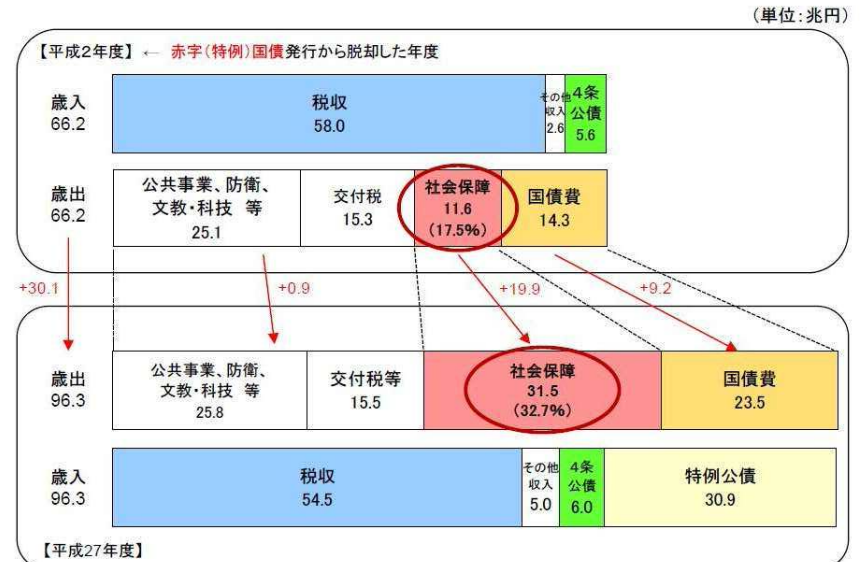 (単位:兆円)
【平成2年度】 ← 赤字(特例)国債発行から脱却した年度
歳入
66.2
税収
58.0
その他
収入
2.6
4条
公債
5.6
歳出
66.2
公共事業、防衛、
文教・科技 等
25.1
交付税
15.3
社会保障
11.6
(17.5%)
国債費
14.3
+30.1
+0.9
+19.9
+9.2
歳出
96.3
公共事業、防衛、
文教・科技 等
25.8
交付税等
15.5
社会保障
31.5
(32.7%)
国債費
23.5
歳入
96.3
税収
54.5
その他
収入
5.0
4条
公債
6.0
特例公債
30.9
【平成27年度】